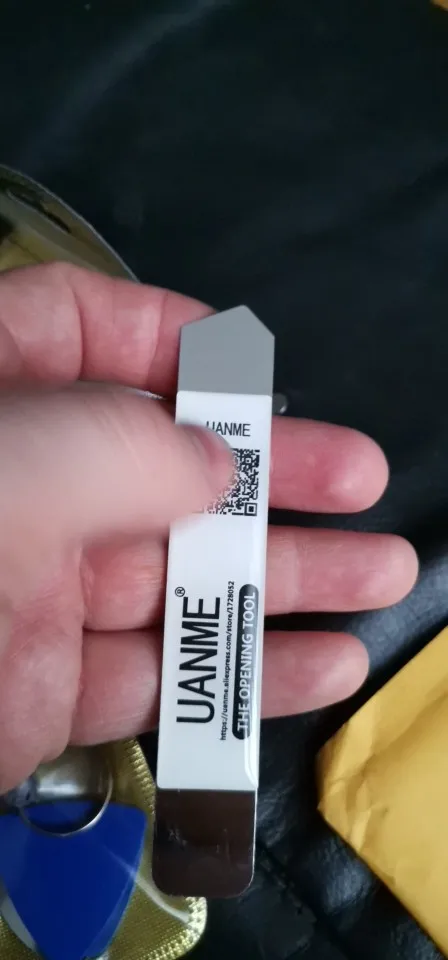 UANME
UANME®
https://uanme.aliexpress.com/store/1728052
THE OPENING TOOL